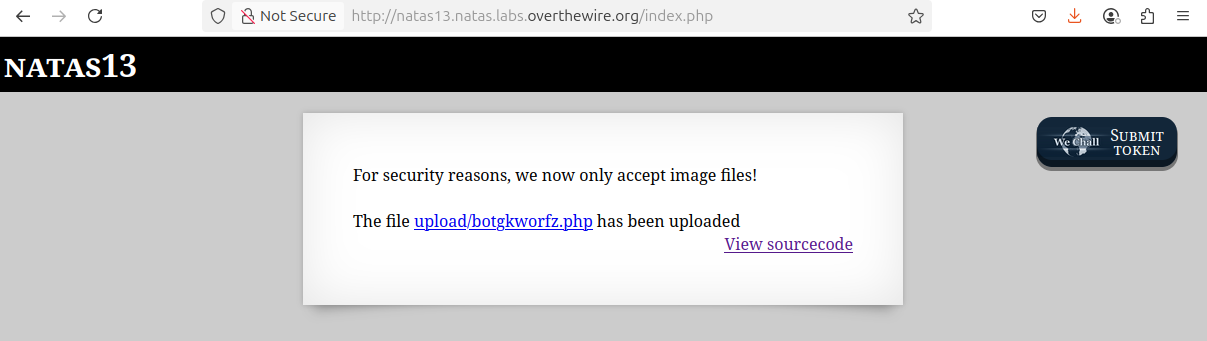 Not Secure http://natas13.natas.labs.overthewire.org/index.php
NATAS13
We Chall SUBMIT TOKEN
For security reasons, we now only accept image files!
The file upload/botgkworfz.php has been uploaded
View sourcecode